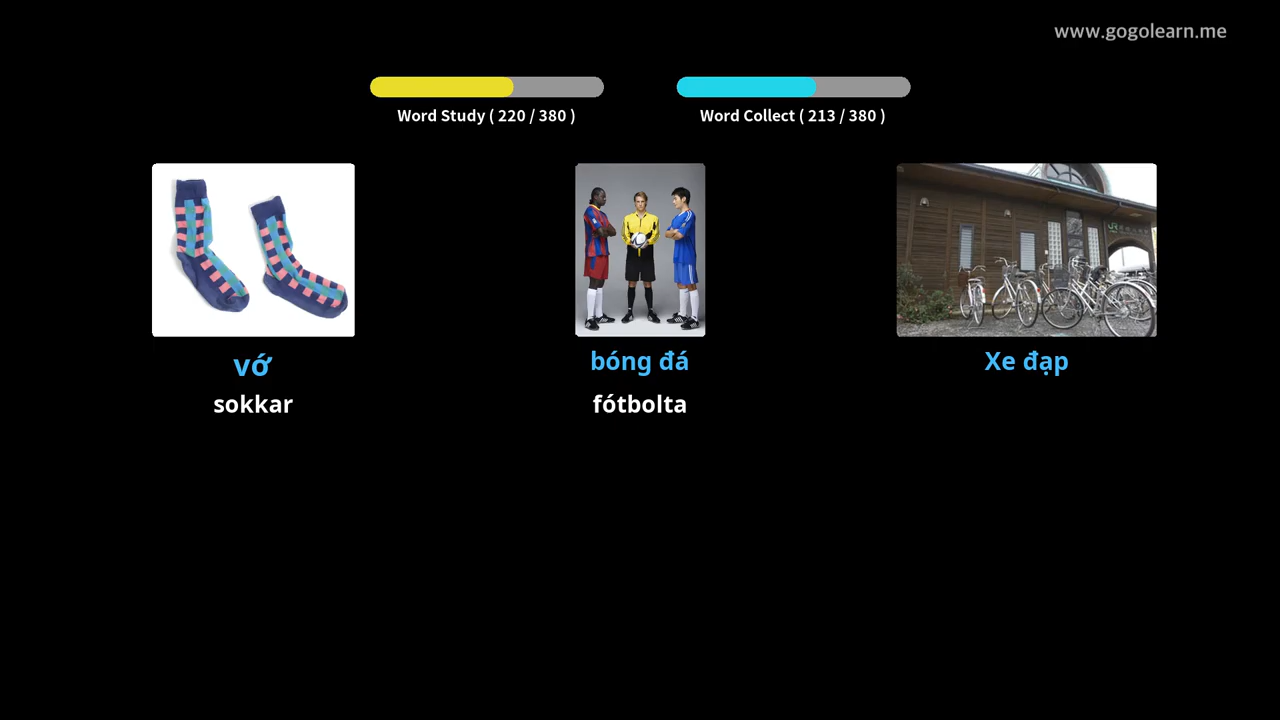 www.gogolearn.me
Word Study ( 220 / 380 )
Word Collect ( 213 / 380 )
vớ
bóng đá
Xe đạp
sokkar
fótbolta